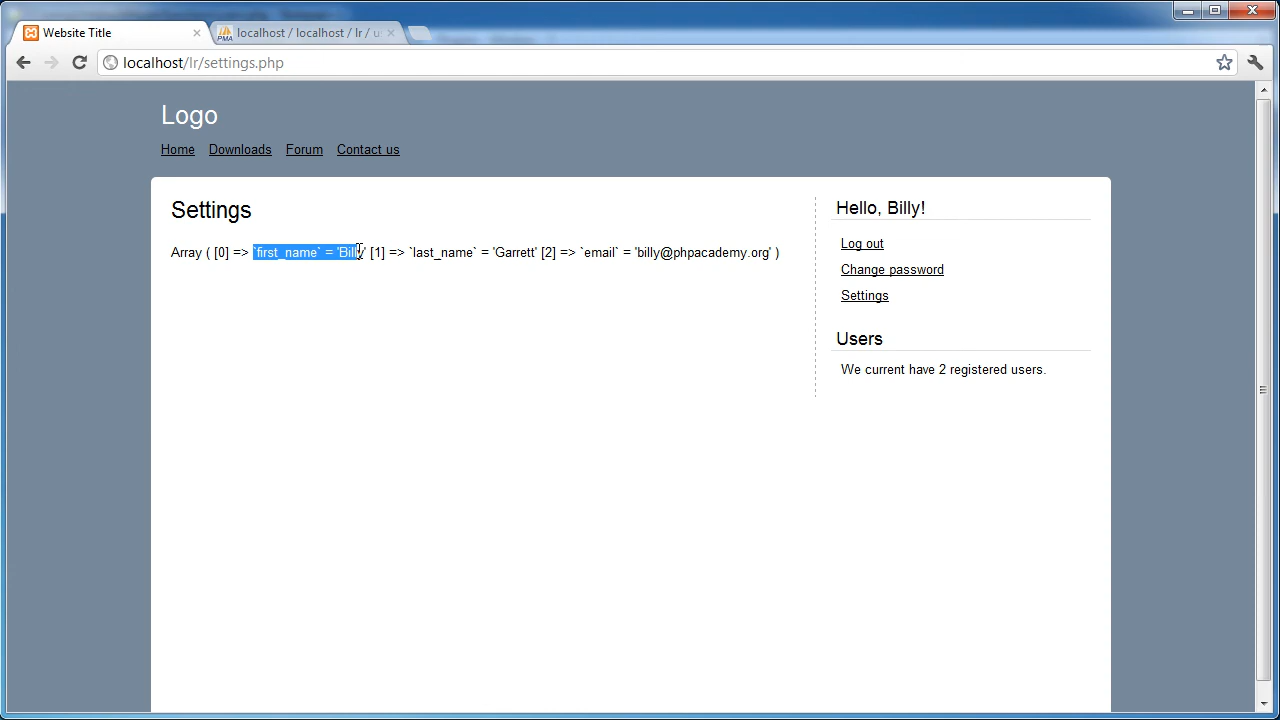 Website Title
localhost / localhost / lr / u
localhost/lr/settings.php
Logo
Home Downloads Forum Contact us
Settings
Array ( [0] => `first_name` = 'Billy' [1] => `last_name` = 'Garrett' [2] => `email` = 'billy@phpacademy.org' )
Hello, Billy!
Log out
Change password
Settings
Users
We current have 2 registered users.